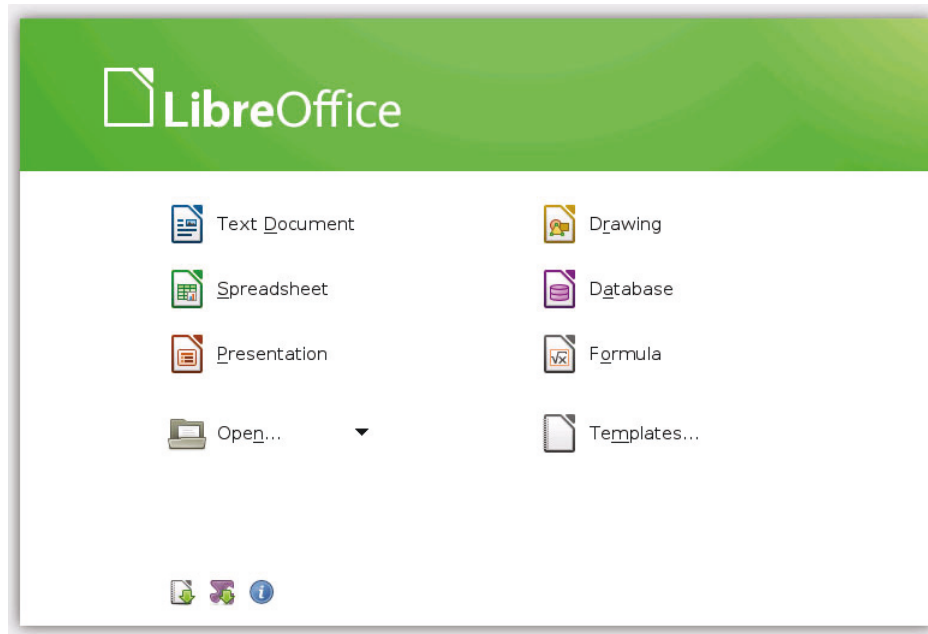 LibreOffice
Text Document
Drawing
Spreadsheet
Database
Presentation
Formula
Open...
Templates...